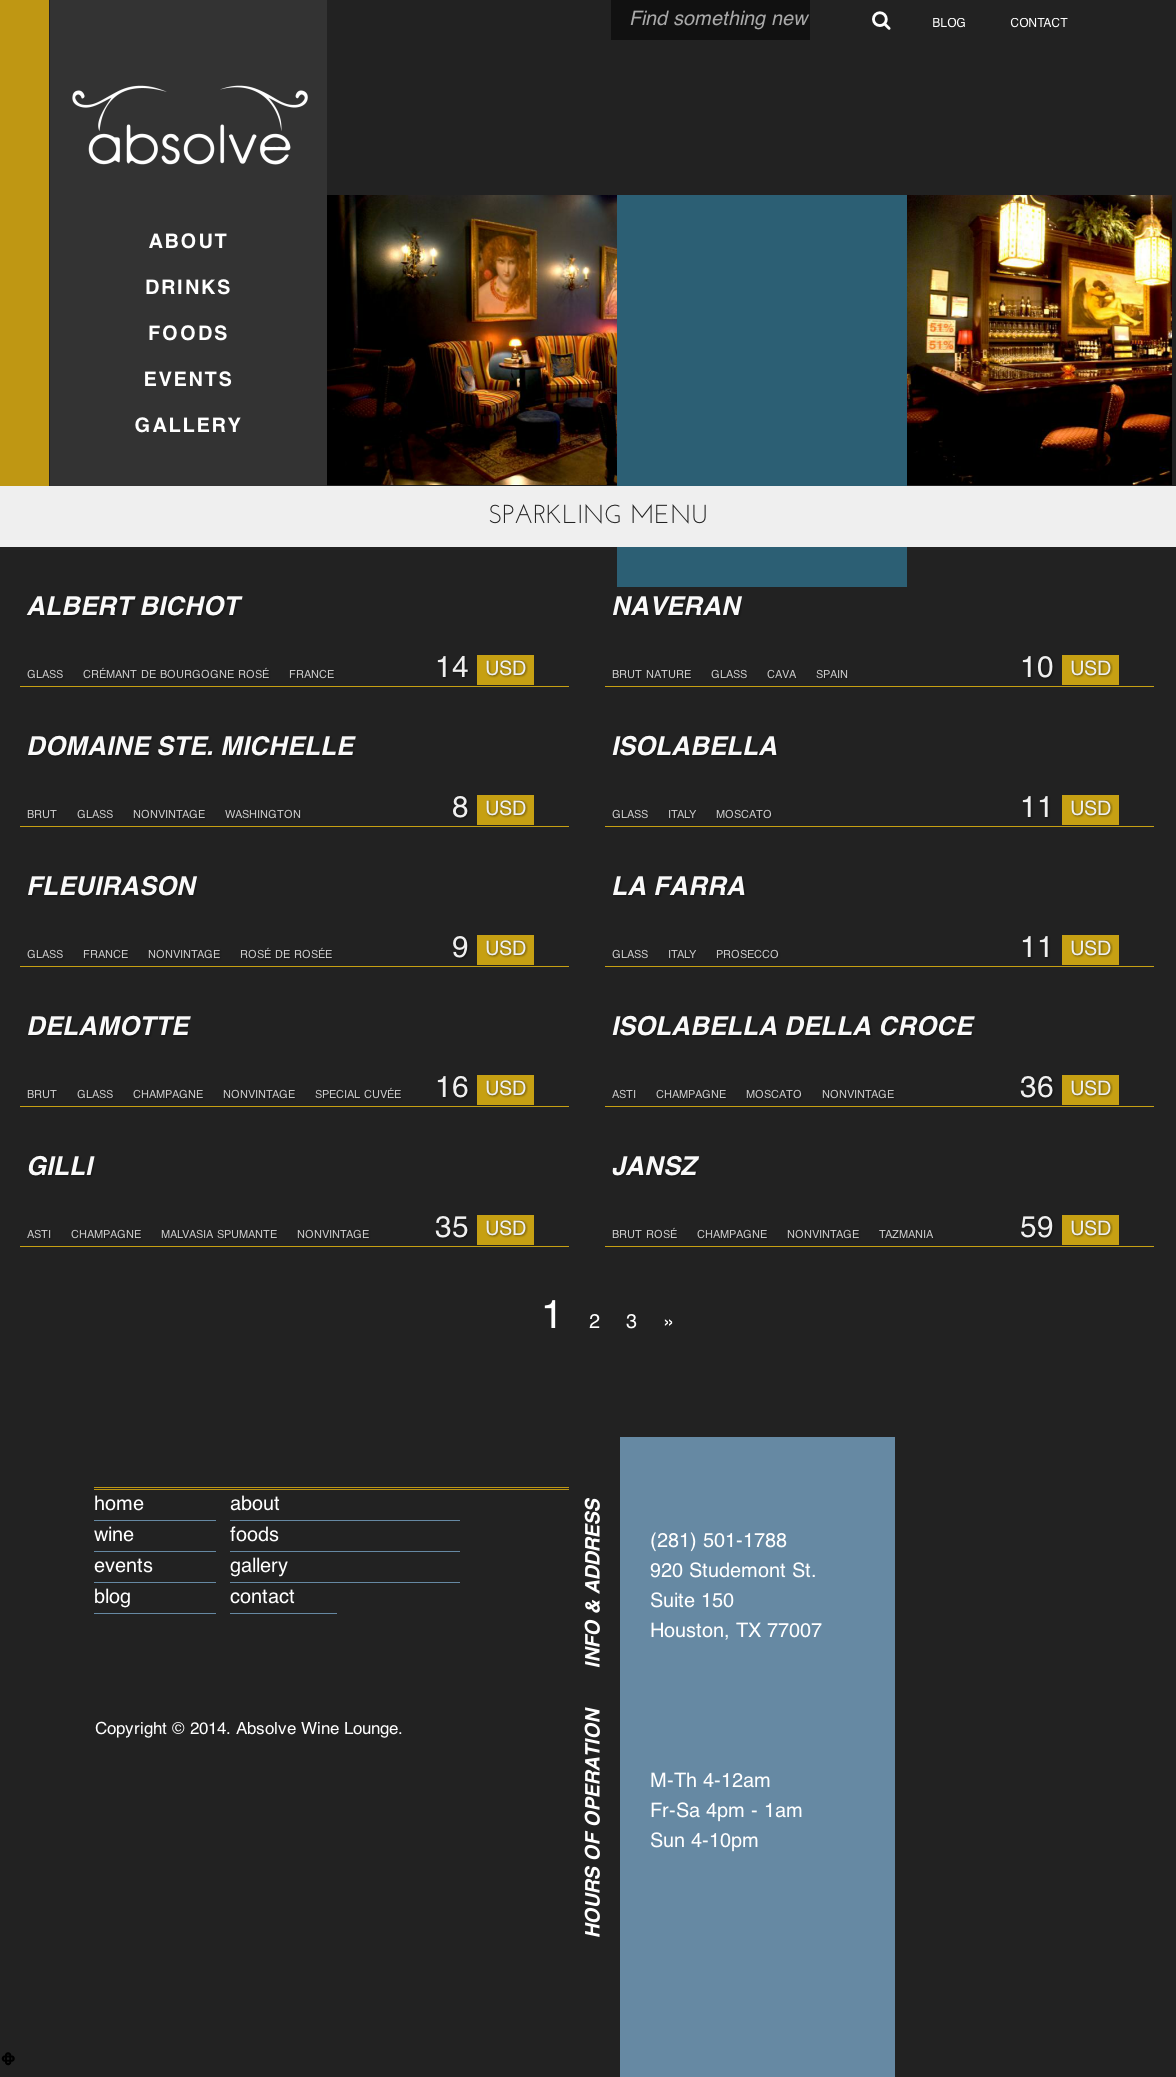 Find something new
BLOG
CONTACT
absolve
ABOUT
DRINKS
FOODS
EVENTS
GALLERY
51%
51%
SPARKLING MENU
ALBERT BICHOT
GLASS CRÉMANT DE BOURGOGNE ROSÉ FRANCE 14 USD
NAVERAN
BRUT NATURE GLASS CAVA SPAIN 10 USD
DOMAINE STE. MICHELLE
BRUT GLASS NONVINTAGE WASHINGTON 8 USD
ISOLABELLA
GLASS ITALY MOSCATO 11 USD
FLEUIRASON
GLASS FRANCE NONVINTAGE ROSÉ DE ROSÉE 9 USD
LA FARRA
GLASS ITALY PROSECCO 11 USD
DELAMOTTE
BRUT GLASS CHAMPAGNE NONVINTAGE SPECIAL CUVÉE 16 USD
ISOLABELLA DELLA CROCE
ASTI CHAMPAGNE MOSCATO NONVINTAGE 36 USD
GILLI
ASTI CHAMPAGNE MALVASIA SPUMANTE NONVINTAGE 35 USD
JANSZ
BRUT ROSÉ CHAMPAGNE NONVINTAGE TAZMANIA 59 USD
1 2 3 »
home about
wine foods
events gallery
blog contact
Copyright © 2014. Absolve Wine Lounge.
INFO & ADDRESS
(281) 501-1788
920 Studemont St.
Suite 150
Houston, TX 77007
HOURS OF OPERATION
M-Th 4-12am
Fr-Sa 4pm - 1am
Sun 4-10pm